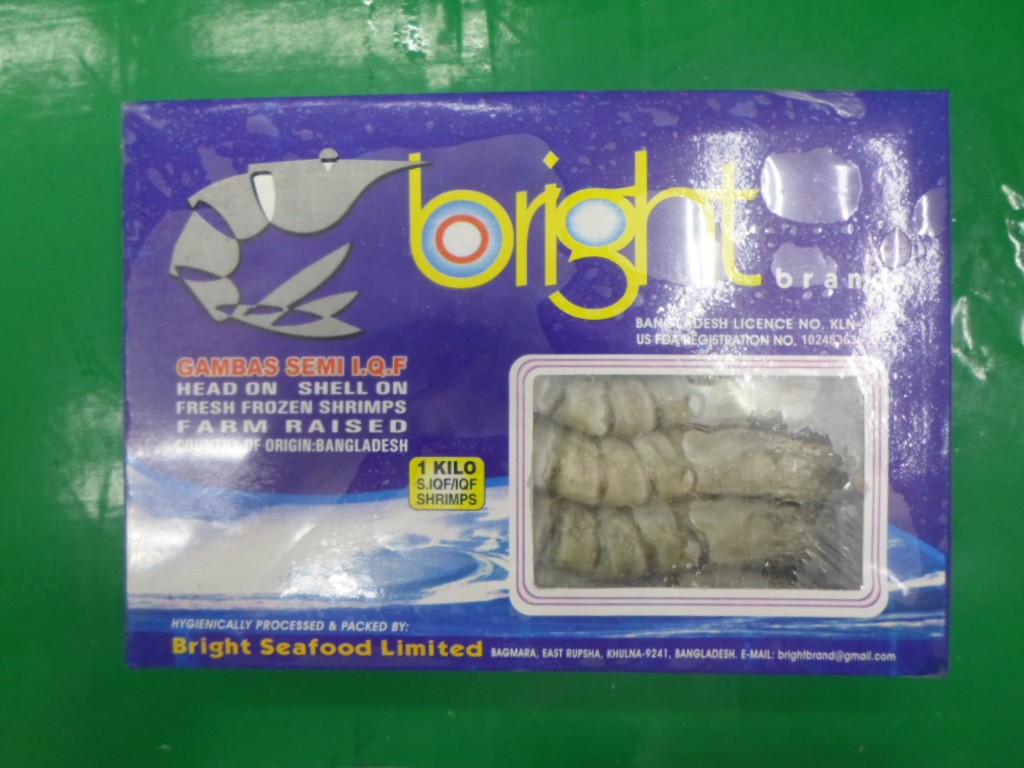 bright
brand
BANGLADESH LICENCE NO.
US FDA REGISTRATION NO.
GAMBAS SEMI I.Q.F
HEAD ON SHELL ON
FRESH FROZEN SHRIMPS
FARM RAISED
COUNTRY OF ORIGIN:BANGLADESH
1 KILO
S.IQF/IQF
SHRIMPS
HYGIENICALLY PROCESSED & PACKED BY:
Bright Seafood Limited BAGMARA, EAST RUPSHA, KHULNA-9241, BANGLADESH. E-MAIL: brightbrand@gmail.com